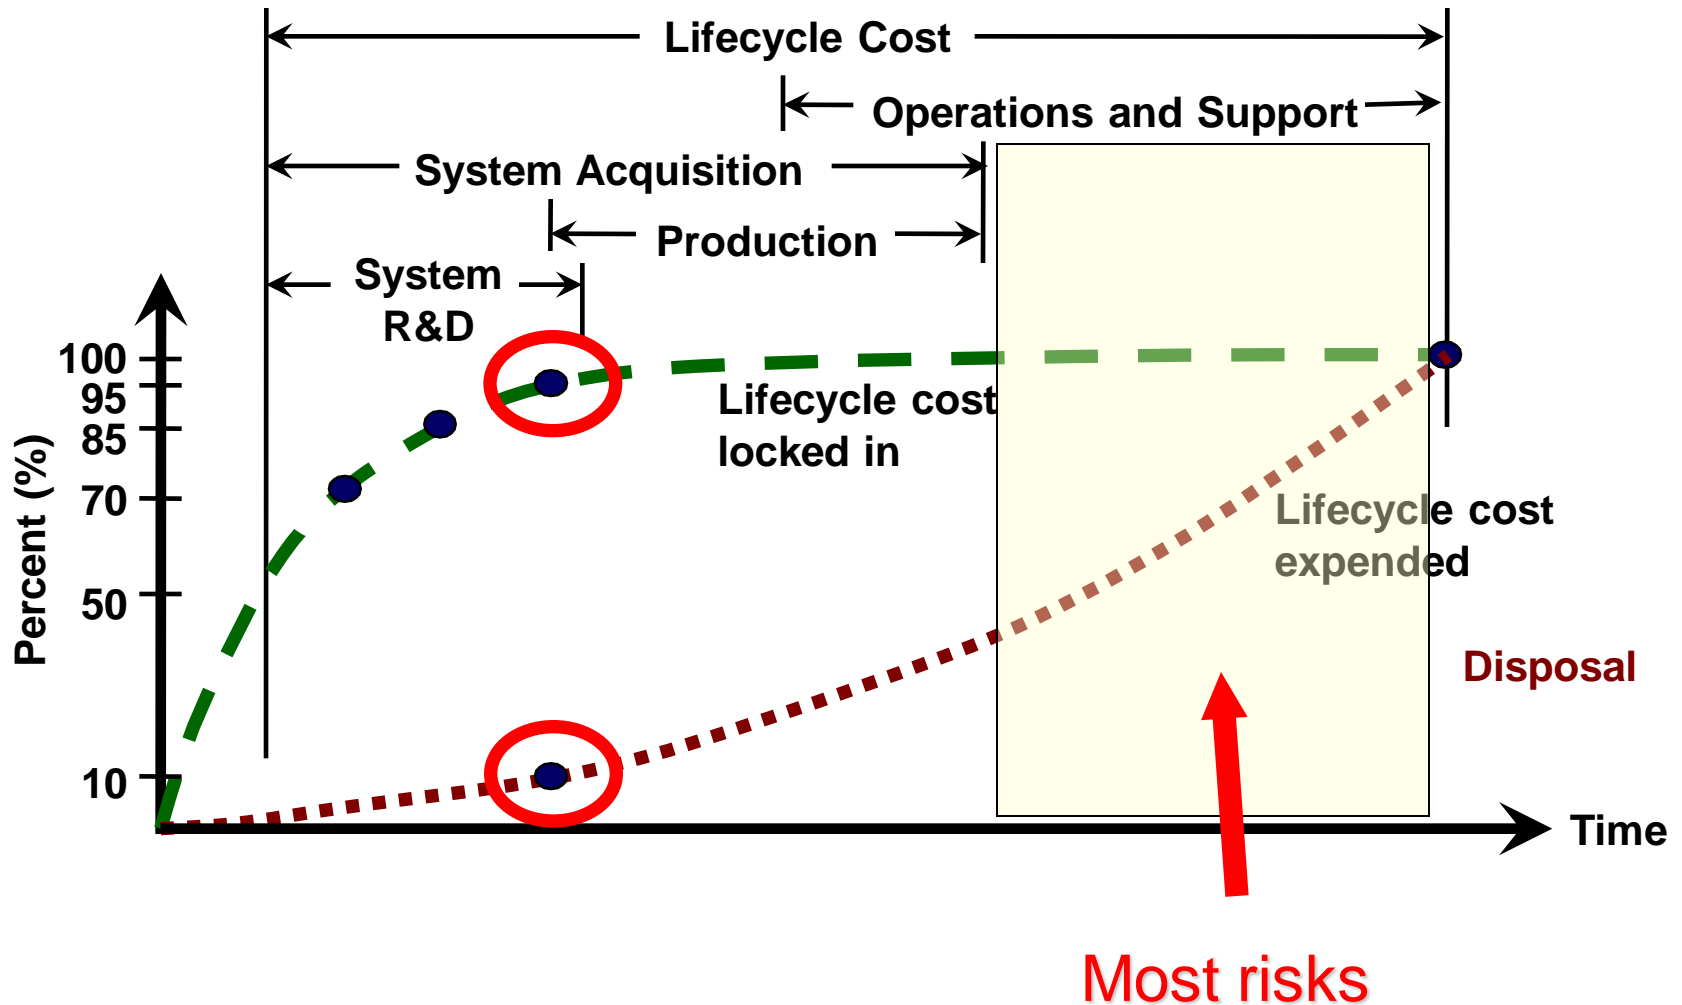 Lifecycle Cost
Operations and Support
System Acquisition
Production
System
R&D
100
95
85
70
50
10
Percent (%)
Lifecycle cost
locked in
Lifecycle cost
expended
Disposal
Time
Most risks